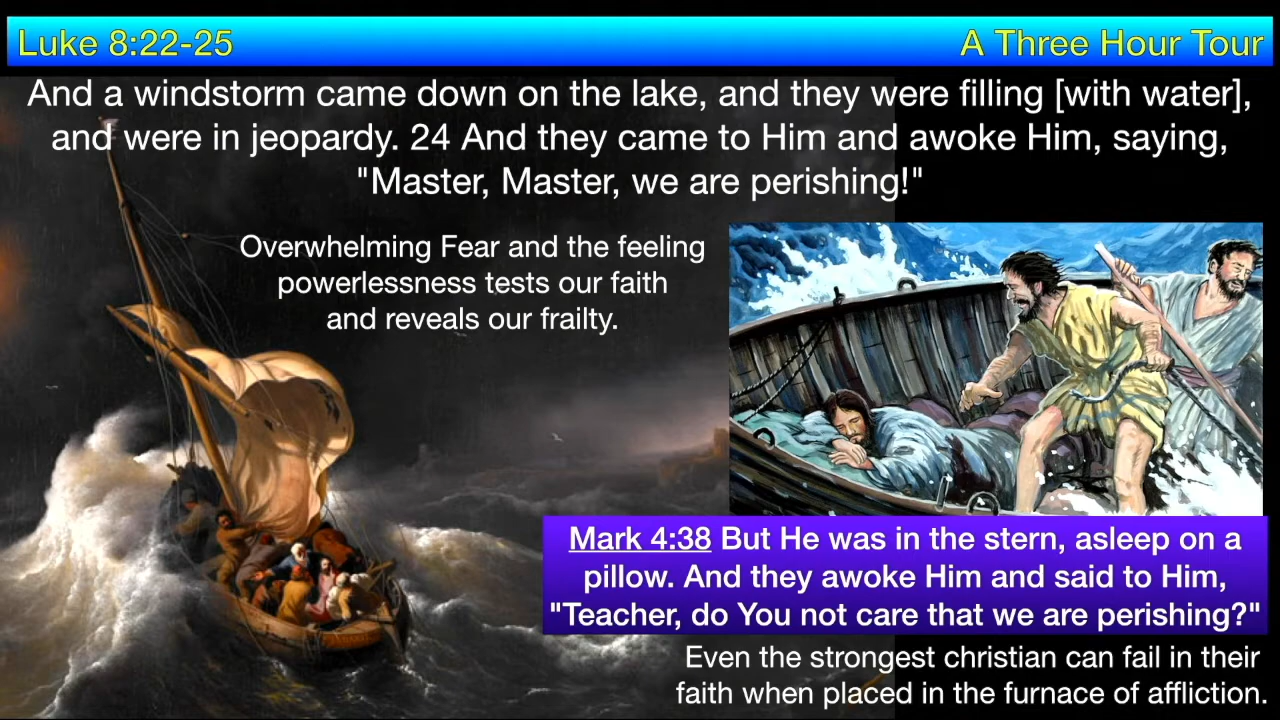 Luke 8:22-25
A Three Hour Tour
And a windstorm came down on the lake, and they were filling [with water],
and were in jeopardy. 24 And they came to Him and awoke Him, saying,
"Master, Master, we are perishing!"
Overwhelming Fear and the feeling
powerlessness tests our faith
and reveals our frailty.
Mark 4:38 But He was in the stern, asleep on a
pillow. And they awoke Him and said to Him,
"Teacher, do You not care that we are perishing?"
Even the strongest christian can fail in their
faith when placed in the furnace of affliction.